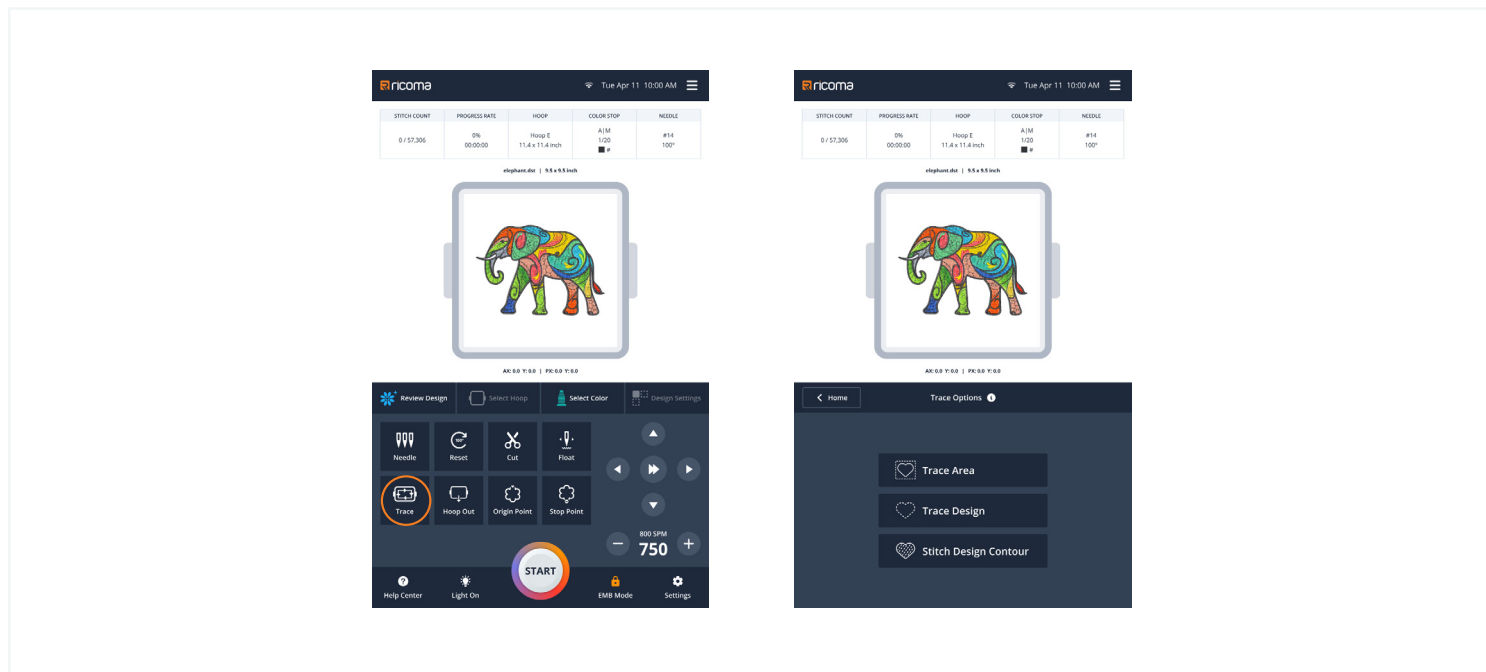 ricoma
Tue Apr 11 10:00 AM
STITCH COUNT PROGRESS RATE HOOP COLOR STOP NEEDLE
0 / 57,306
0%
00:00:00
Hoop E
11.4 x 11.4 inch
A|M
1/20
#
#14
100°
elephant.dst | 9.5 x 9.5 inch
AX: 0.0 Y: 0.0 | PX: 0.0 Y: 0.0
Review Design Select Hoop Select Color Design Settings
100°
Needle Reset Cut Float
Trace Hoop Out Origin Point Stop Point
800 SPM
750
START
Help Center Light On EMB Mode Settings
ricoma
Tue Apr 11 10:00 AM
STITCH COUNT PROGRESS RATE HOOP COLOR STOP NEEDLE
0 / 57,306
0%
00:00:00
Hoop E
11.4 x 11.4 inch
A|M
1/20
#
#14
100°
elephant.dst | 9.5 x 9.5 inch
AX: 0.0 Y: 0.0 | PX: 0.0 Y: 0.0
Home Trace Options
Trace Area
Trace Design
Stitch Design Contour